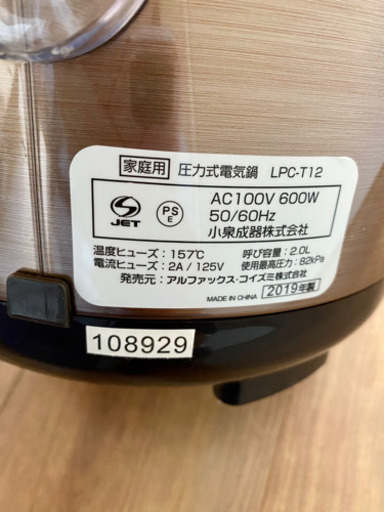 家庭用 圧力式電気鍋 LPC-T12
JET
PS
E
AC100V 600W
50/60Hz
小泉成器株式会社
温度ヒューズ：157℃ 呼び容量：2.0L
電流ヒューズ：2A / 125V 使用最高圧力：82kPa
発売元：アルファックス・コイズミ株式会社
MADE IN CHINA 2019年製
108929